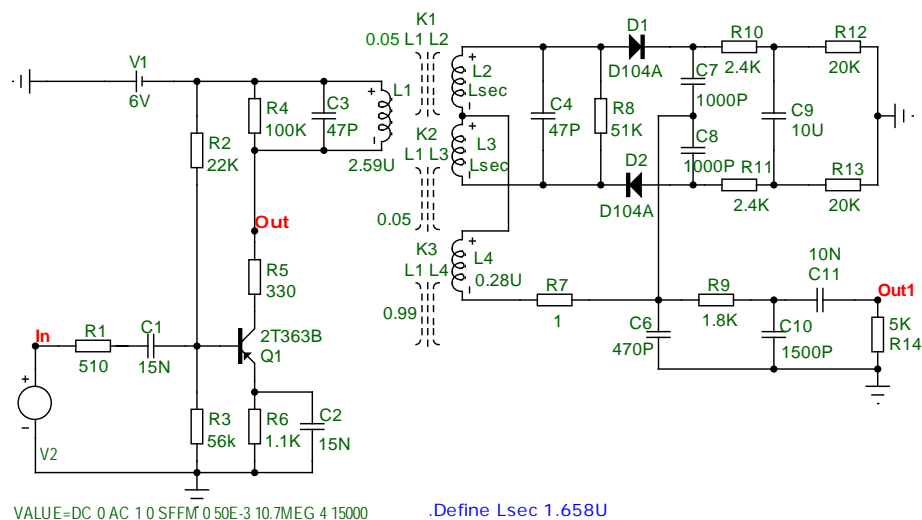 K1
0.05 L1 L2
D1
D104A
R10
2.4K
R12
20K
V1
6V
L1
L2
Lsec
C7
1000P
R4
100K
C3
47P
C4
47P
R8
51K
C9
10U
R2
22K
K2
L1 L3
L3
Lsec
C8
1000P
2.59U
D2
D104A
R11
2.4K
R13
20K
0.05
Out
K3
L1 L4
L4
0.28U
10N
C11
R5
330
R7
1
R9
1.8K
Out1
0.99
In
R1
510
C1
15N
2T363B
Q1
C6
470P
C10
1500P
5K
R14
R3
56k
R6
1.1K
C2
15N
V2
VALUE=DC 0 AC 1 0 SFFM 0 50E-3 10.7MEG 4 15000
.Define Lsec 1.658U